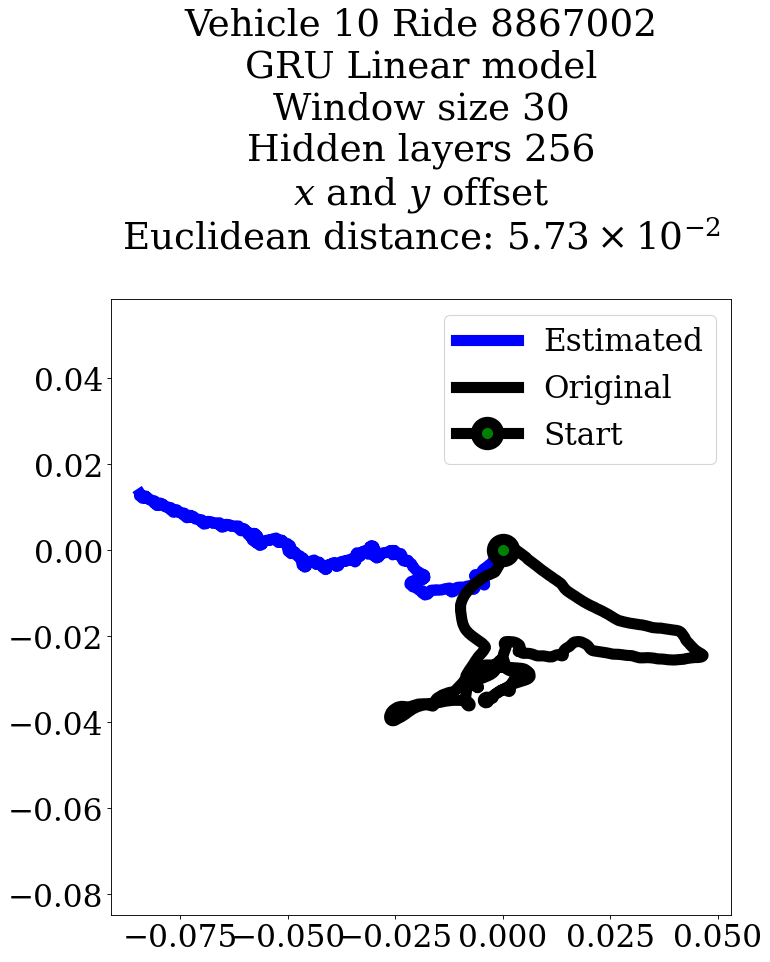 Vehicle 10 Ride 8867002
GRU Linear model
Window size 30
Hidden layers 256
x and y offset
Euclidean distance: 5.73 × 10⁻²
Estimated
Original
Start
0.04
0.02
0.00
−0.02
−0.04
−0.06
−0.08
−0.075 −0.050 −0.025 0.000 0.025 0.050